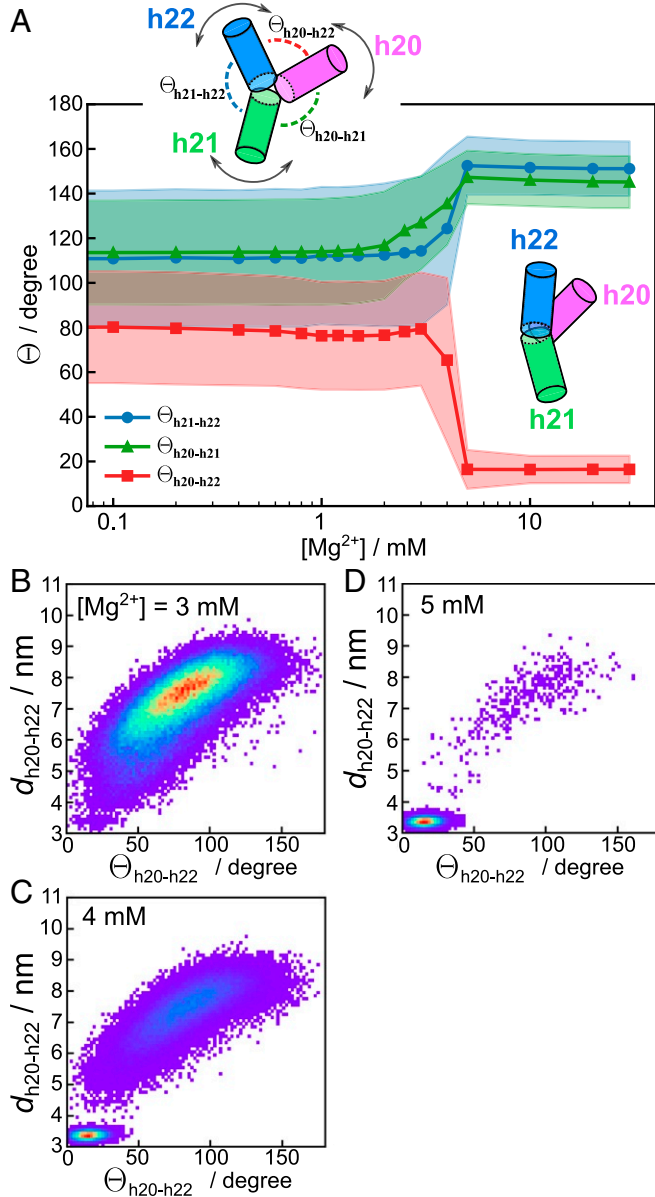 A
h22
Θh20-h22
h20
Θh21-h22
Θh20-h21
h21
180
160
140
120
100
80
60
40
20
0
Θ / degree
h22
h20
h21
Θh21-h22
Θh20-h21
Θh20-h22
0.1 1 10
[Mg2+] / mM
B
[Mg2+] = 3 mM
11
10
9
8
7
6
5
4
3
dh20-h22 / nm
0 50 100 150
Θh20-h22 / degree
D
5 mM
11
10
9
8
7
6
5
4
3
dh20-h22 / nm
0 50 100 150
Θh20-h22 / degree
C
4 mM
11
10
9
8
7
6
5
4
3
dh20-h22 / nm
0 50 100 150
Θh20-h22 / degree